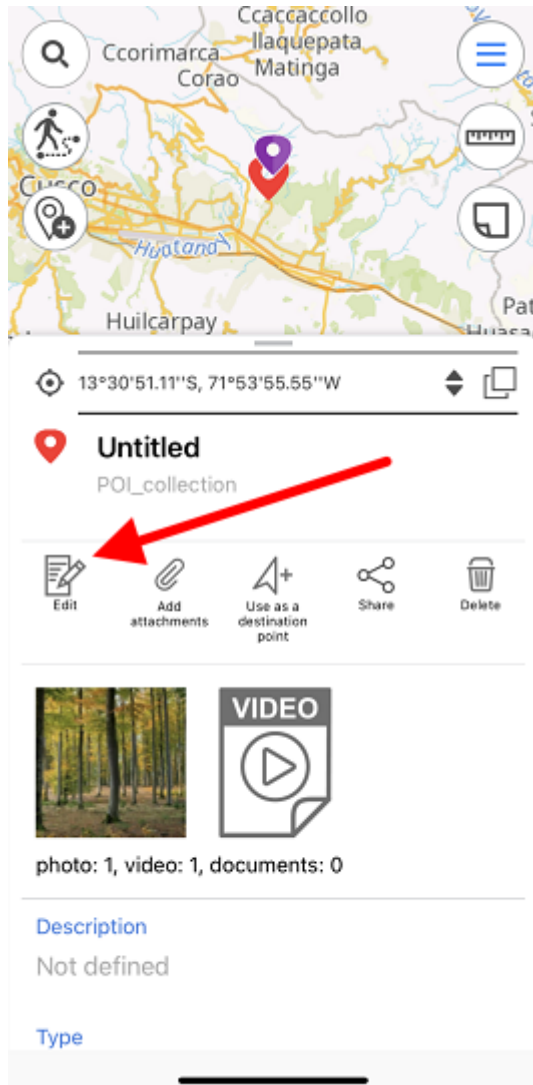 Ccaccaccollo
Ccorimarca
llaquepata
Corao
Matinga
Cusco
Huatanay
Huilcarpay
Pat
Huasa
13°30'51.11''S, 71°53'55.55''W
Untitled
POI_collection
Edit
Add
attachments
Use as a
destination
point
Share
Delete
VIDEO
photo: 1, video: 1, documents: 0
Description
Not defined
Type